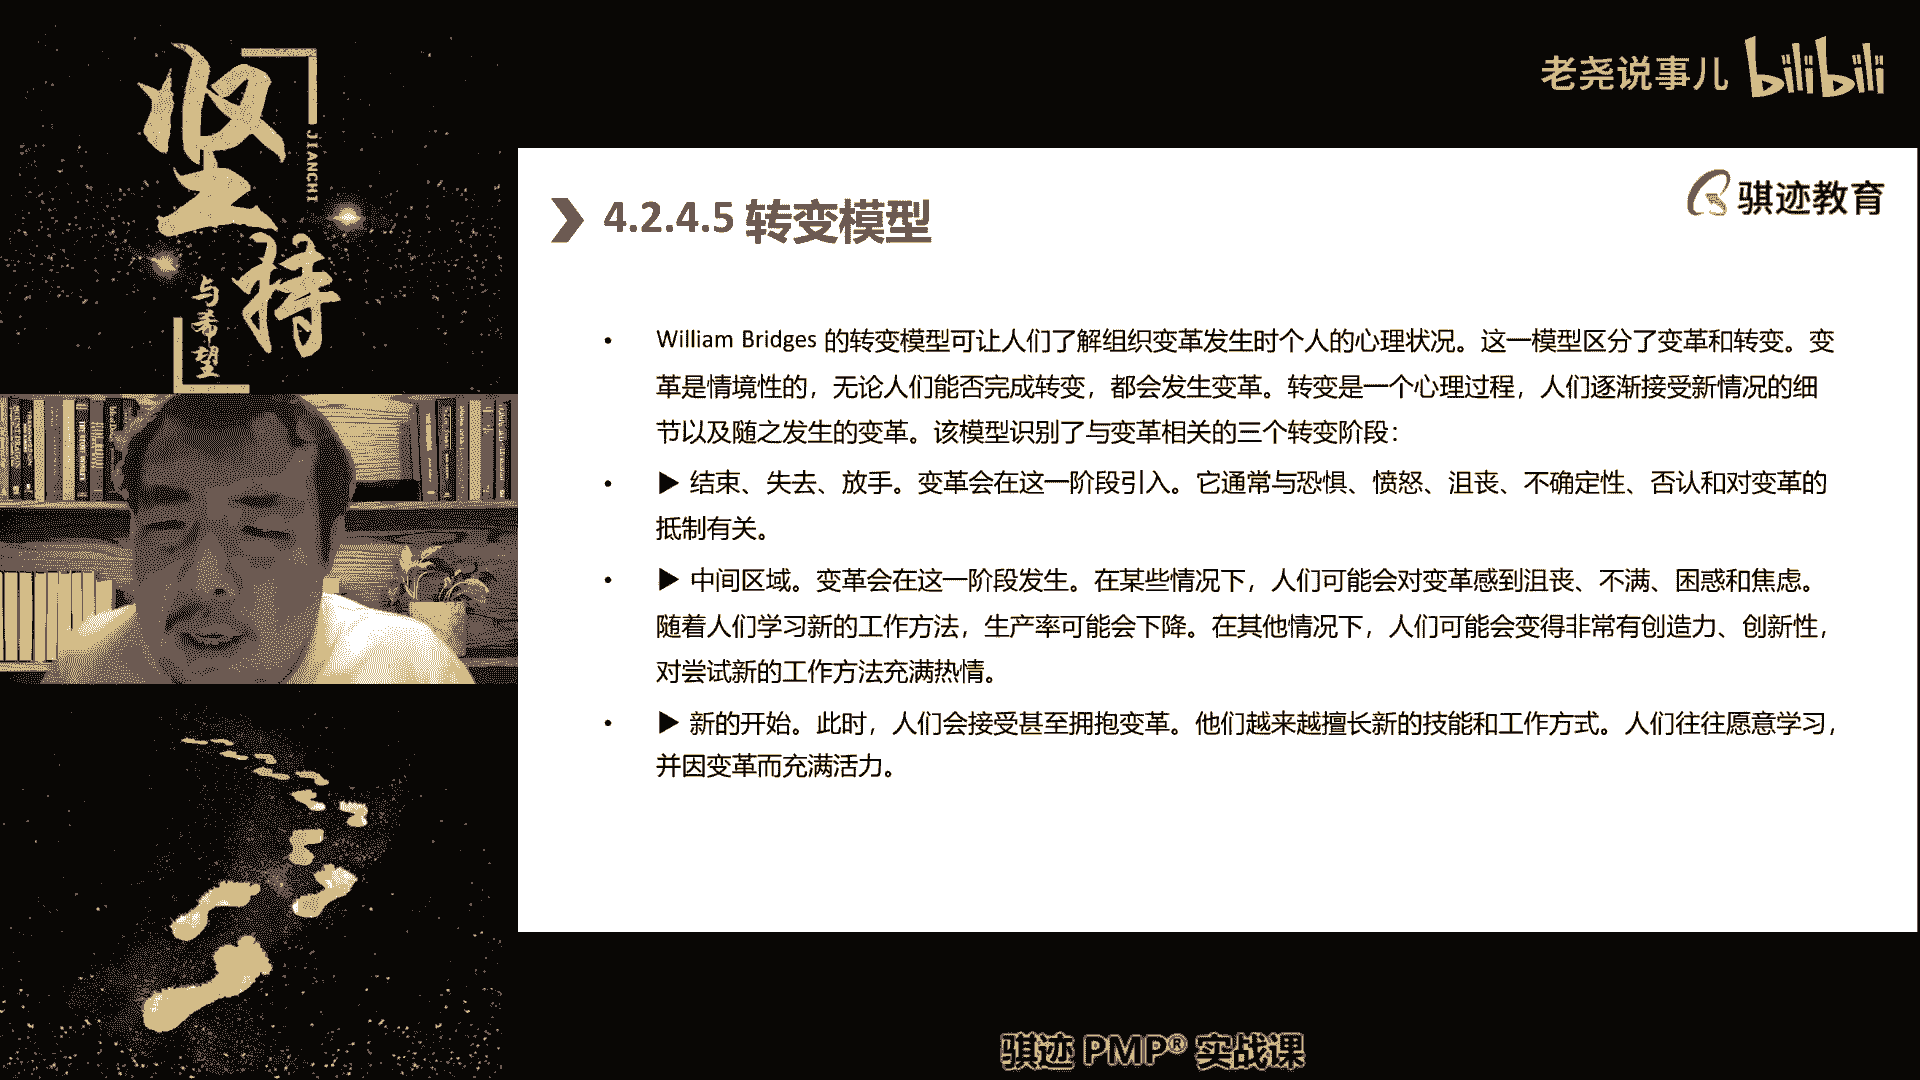 坚持
JIANCHI
与希望
老尧说事儿 bilibili
骐迹教育
4.2.4.5 转变模型
• William Bridges 的转变模型可让人们了解组织变革发生时个人的心理状况。这一模型区分了变革和转变。变
革是情境性的，无论人们能否完成转变，都会发生变革。转变是一个心理过程，人们逐渐接受新情况的细
节以及随之发生的变革。该模型识别了与变革相关的三个转变阶段：
• ▶ 结束、失去、放手。变革会在这一阶段引入。它通常与恐惧、愤怒、沮丧、不确定性、否认和对变革的
抵制有关。
• ▶ 中间区域。变革会在这一阶段发生。在某些情况下，人们可能会对变革感到沮丧、不满、困惑和焦虑。
随着人们学习新的工作方法，生产率可能会下降。在其他情况下，人们可能会变得非常有创造力、创新性，
对尝试新的工作方法充满热情。
• ▶ 新的开始。此时，人们会接受甚至拥抱变革。他们越来越擅长新的技能和工作方式。人们往往愿意学习，
并因变革而充满活力。
骐迹 PMP® 实战课